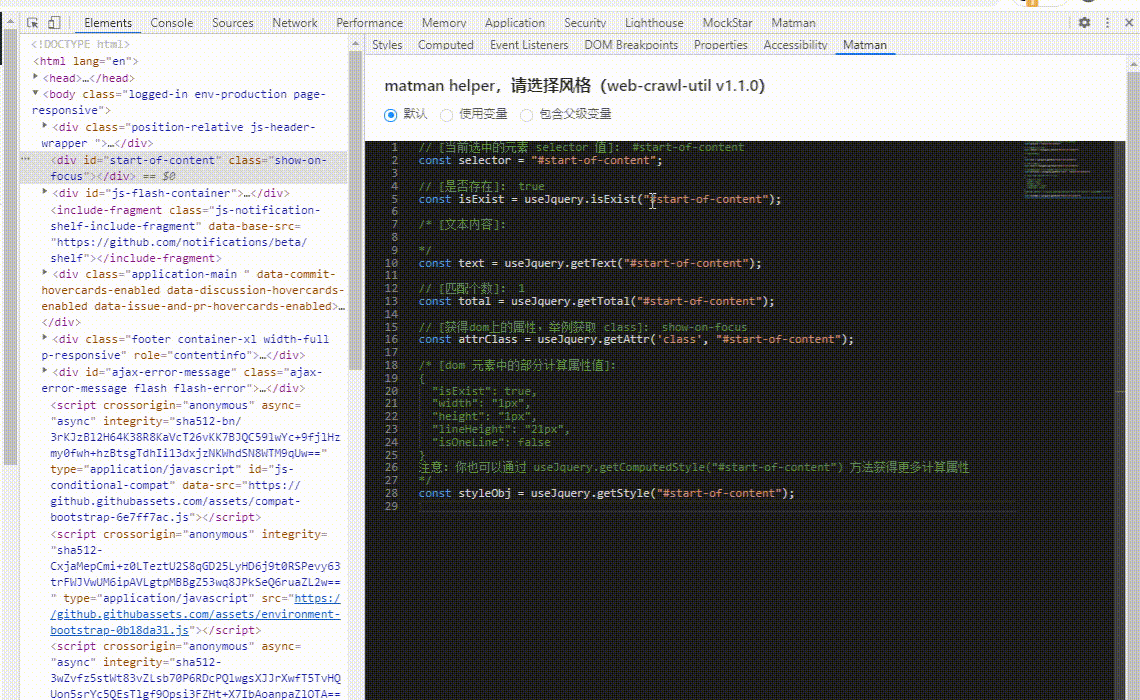 Elements Console Sources Network Performance Memory Application Security Lighthouse MockStar Matman
<!DOCTYPE html>
<html lang="en">
<head>…</head>
<body class="logged-in env-production page-
responsive">
<div class="position-relative js-header-
wrapper ">…</div>
<div id="start-of-content" class="show-on-
focus"></div> == $0
<div id="js-flash-container">…</div>
<include-fragment class="js-notification-
shelf-include-fragment" data-base-src=
"https://github.com/notifications/beta/
shelf"></include-fragment>
<div class="application-main " data-commit-
hovercards-enabled data-discussion-hovercards-
enabled data-issue-and-pr-hovercards-enabled>…
</div>
<div class="footer container-xl width-full
p-responsive" role="contentinfo">…</div>
<div id="ajax-error-message" class="ajax-
error-message flash flash-error">…</div>
<script crossorigin="anonymous" async=
"async" integrity="sha512-bn/
3rKJzBl2H64K38R8KaVcT26vKK7BJQC59lwYc+9fjlHz
my0fwh+hzBtsgTdhIi13dxjzNKWhdSN8WTM9qUw=="
type="application/javascript" id="js-
conditional-compat" data-src="https://
github.githubassets.com/assets/compat-
bootstrap-6e7ff7ac.js"></script>
<script crossorigin="anonymous" integrity=
"sha512-
CxjaMepCmi+z0LTeztU2S8qGD25LyHD6j9t0RSPevy63
trFWJVwUM6ipAVLgtpMBBgZ53wq8JPkSeQ6ruaZL2w==
" type="application/javascript" src="https:/
/github.githubassets.com/assets/environment-
bootstrap-0b18da31.js"></script>
<script crossorigin="anonymous" async=
"async" integrity="sha512-
3wZvfz5stWt83vZLsb70P6RDcPQlwgsXJJrXwfT5TvHQ
Uon5srYc5QEsTlgf9Opsi3FZHt+X7IbAoanpaZlOTA==
Styles Computed Event Listeners DOM Breakpoints Properties Accessibility Matman
matman helper，请选择风格（web-crawl-util v1.1.0）
默认 使用变量 包含父级变量
1 // [当前选中的元素 selector 值]： #start-of-content
2 const selector = "#start-of-content";
3
4 // [是否存在]： true
5 const isExist = useJquery.isExist("#start-of-content");
6
7 /* [文本内容]：
8
9 */
10 const text = useJquery.getText("#start-of-content");
11
12 // [匹配个数]： 1
13 const total = useJquery.getTotal("#start-of-content");
14
15 // [获得dom上的属性，举例获取 class]： show-on-focus
16 const attrClass = useJquery.getAttr('class', "#start-of-content");
17
18 /* [dom 元素中的部分计算属性值]：
19 {
20 "isExist": true,
21 "width": "1px",
22 "height": "1px",
23 "lineHeight": "21px",
24 "isOneLine": false
25 }
26 注意：你也可以通过 useJquery.getComputedStyle("#start-of-content") 方法获得更多计算属性
27 */
28 const styleObj = useJquery.getStyle("#start-of-content");
29